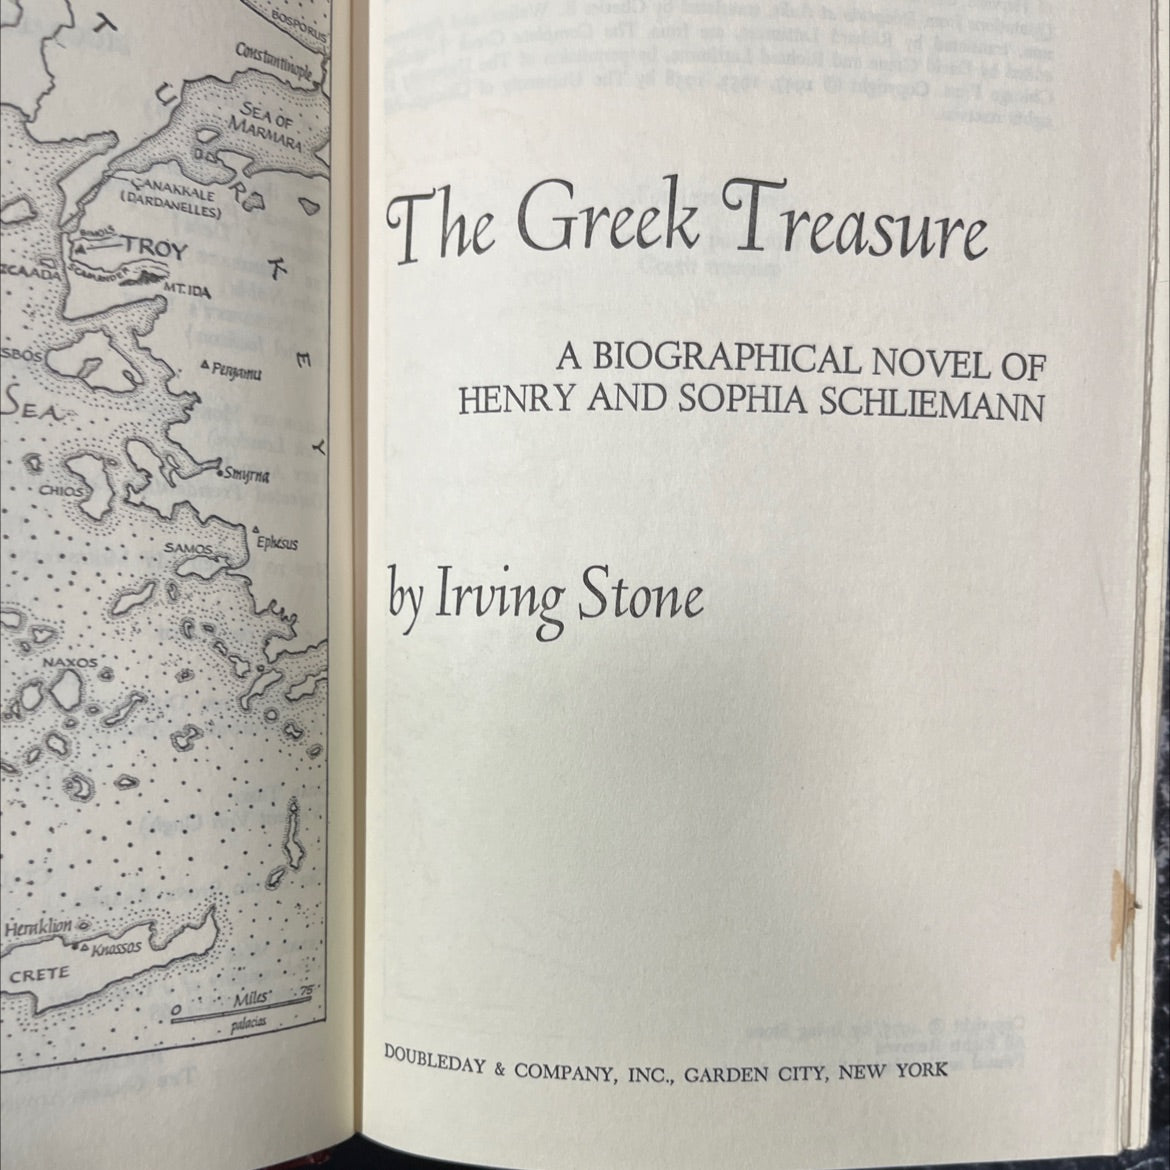 BOSPORUS
Constantinople
T
U
R
K
E
Y
SEA OF
MARMARA
ÇANAKKALE
(DARDANELLES)
TROY
SCAMANDER
MT. IDA
Pergamu
SEA
Smyrna
CHIOS
Ephesus
SAMOS
NAXOS
Heraklion
Knossos
CRETE
0 Miles 75
palacios
The Greek Treasure
A BIOGRAPHICAL NOVEL OF
HENRY AND SOPHIA SCHLIEMANN
by Irving Stone
DOUBLEDAY & COMPANY, INC., GARDEN CITY, NEW YORK